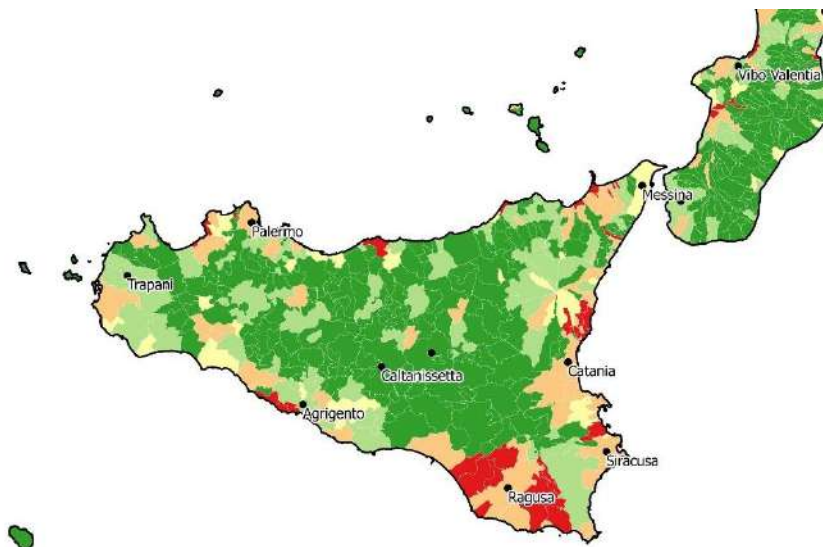 Vibo Valentia
Messina
Palermo
Trapani
Caltanissetta
Catania
Agrigento
Siracusa
Ragusa